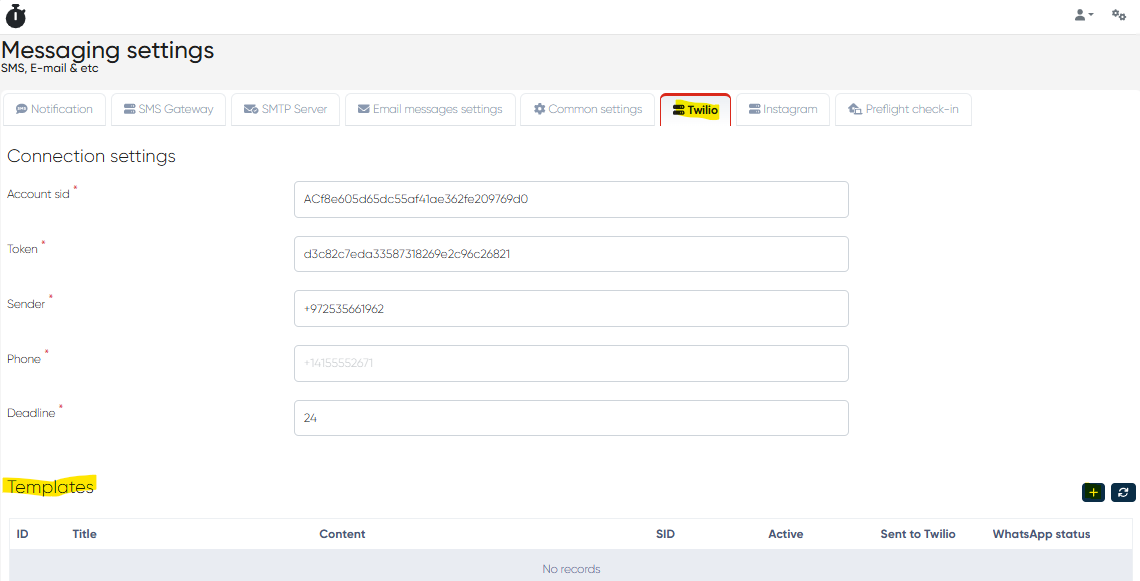 Messaging settings
SMS, E-mail & etc
Notification SMS Gateway SMTP Server Email messages settings Common settings Twilio Instagram Preflight check-in
Connection settings
Account sid *
ACf8e605d65dc55af41ae362fe209769d0
Token *
d3c82c7eda33587318269e2c96c26821
Sender *
+972535661962
Phone *
+14155552671
Deadline *
24
Templates
ID Title Content SID Active Sent to Twilio WhatsApp status
No records